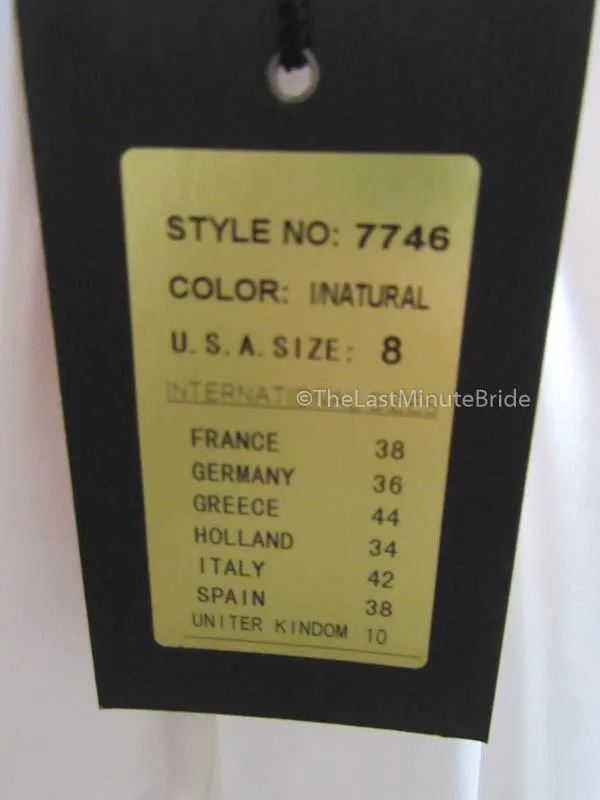 STYLE NO: 7746
COLOR: I/NATURAL
U.S.A. SIZE: 8
©TheLastMinuteBride
FRANCE 38
GERMANY 36
GREECE 44
HOLLAND 34
ITALY 42
SPAIN 38
UNITER KINDOM 10